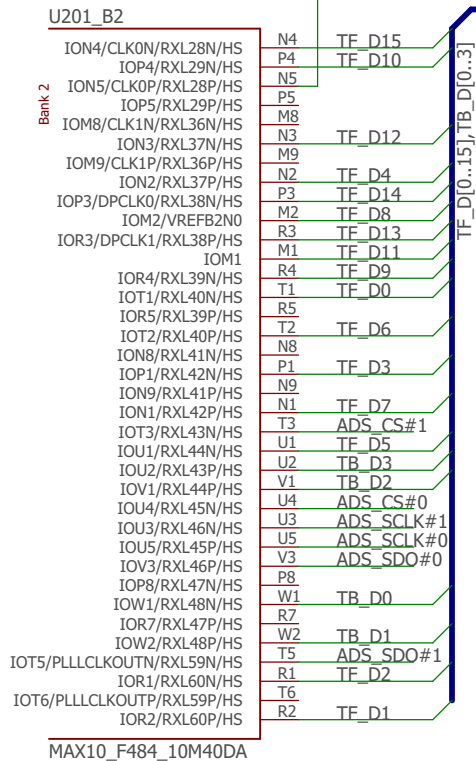 U201_B2
Bank 2
ION4/CLK0N/RXL28N/HS N4 TF_D15
IOP4/RXL29N/HS P4 TF_D10
ION5/CLK0P/RXL28P/HS N5
IOP5/RXL29P/HS P5
IOM8/CLK1N/RXL36N/HS M8
ION3/RXL37N/HS N3 TF_D12
IOM9/CLK1P/RXL36P/HS M9
ION2/RXL37P/HS N2 TF_D4
IOP3/DPCLK0/RXL38N/HS P3 TF_D14
IOM2/VREFB2N0 M2 TF_D8
IOR3/DPCLK1/RXL38P/HS R3 TF_D13
IOM1 M1 TF_D11
IOR4/RXL39N/HS R4 TF_D9
IOT1/RXL40N/HS T1 TF_D0
IOR5/RXL39P/HS R5
IOT2/RXL40P/HS T2 TF_D6
ION8/RXL41N/HS N8
IOP1/RXL42N/HS P1 TF_D3
ION9/RXL41P/HS N9
ION1/RXL42P/HS N1 TF_D7
IOT3/RXL43N/HS T3 ADS_CS#1
IOU1/RXL44N/HS U1 TF_D5
IOU2/RXL43P/HS U2 TB_D3
IOV1/RXL44P/HS V1 TB_D2
IOU4/RXL45N/HS U4 ADS_CS#0
IOU3/RXL46N/HS U3 ADS_SCLK#1
IOU5/RXL45P/HS U5 ADS_SCLK#0
IOV3/RXL46P/HS V3 ADS_SDO#0
IOP8/RXL47N/HS P8
IOW1/RXL48N/HS W1 TB_D0
IOR7/RXL47P/HS R7
IOW2/RXL48P/HS W2 TB_D1
IOT5/PLLLCLKOUTN/RXL59N/HS T5 ADS_SDO#1
IOR1/RXL60N/HS R1 TF_D2
IOT6/PLLLCLKOUTP/RXL59P/HS T6
IOR2/RXL60P/HS R2 TF_D1
TF_D[0..15],TB_D[0..3]
MAX10_F484_10M40DA